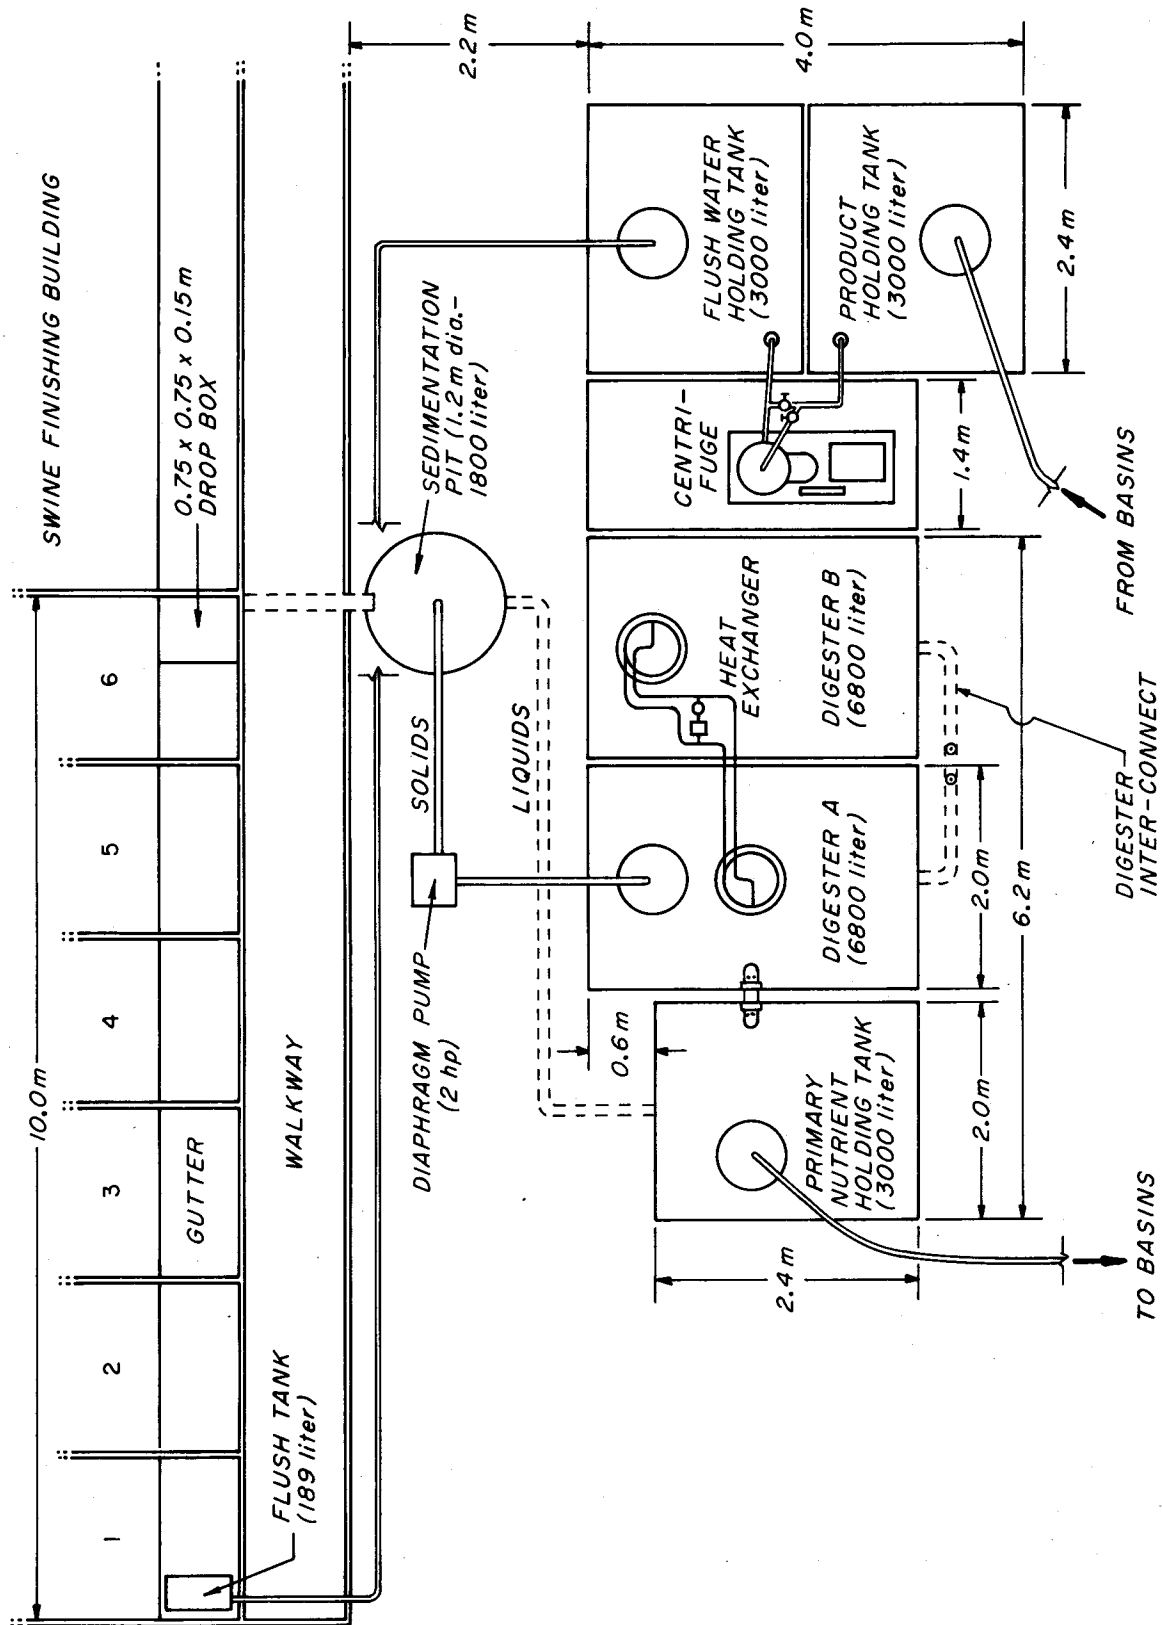 SWINE FINISHING BUILDING
10.0m
1
2
3
4
5
6
GUTTER
0.75 x 0.75 x 0.15m
DROP BOX
WALKWAY
FLUSH TANK
(189 liter)
2.2m
4.0m
SEDIMENTATION
PIT (1.2m dia.-
1800 liter)
SOLIDS
LIQUIDS
DIAPHRAGM PUMP
(2 hp)
0.6m
PRIMARY
NUTRIENT
HOLDING TANK
(3000 liter)
DIGESTER A
(6800 liter)
HEAT
EXCHANGER
DIGESTER B
(6800 liter)
CENTRI-
FUGE
FLUSH WATER
HOLDING TANK
(3000 liter)
PRODUCT
HOLDING TANK
(3000 liter)
2.4m
2.0m
2.0m
6.2m
1.4m
2.4m
TO BASINS
DIGESTER
INTER-CONNECT
FROM BASINS